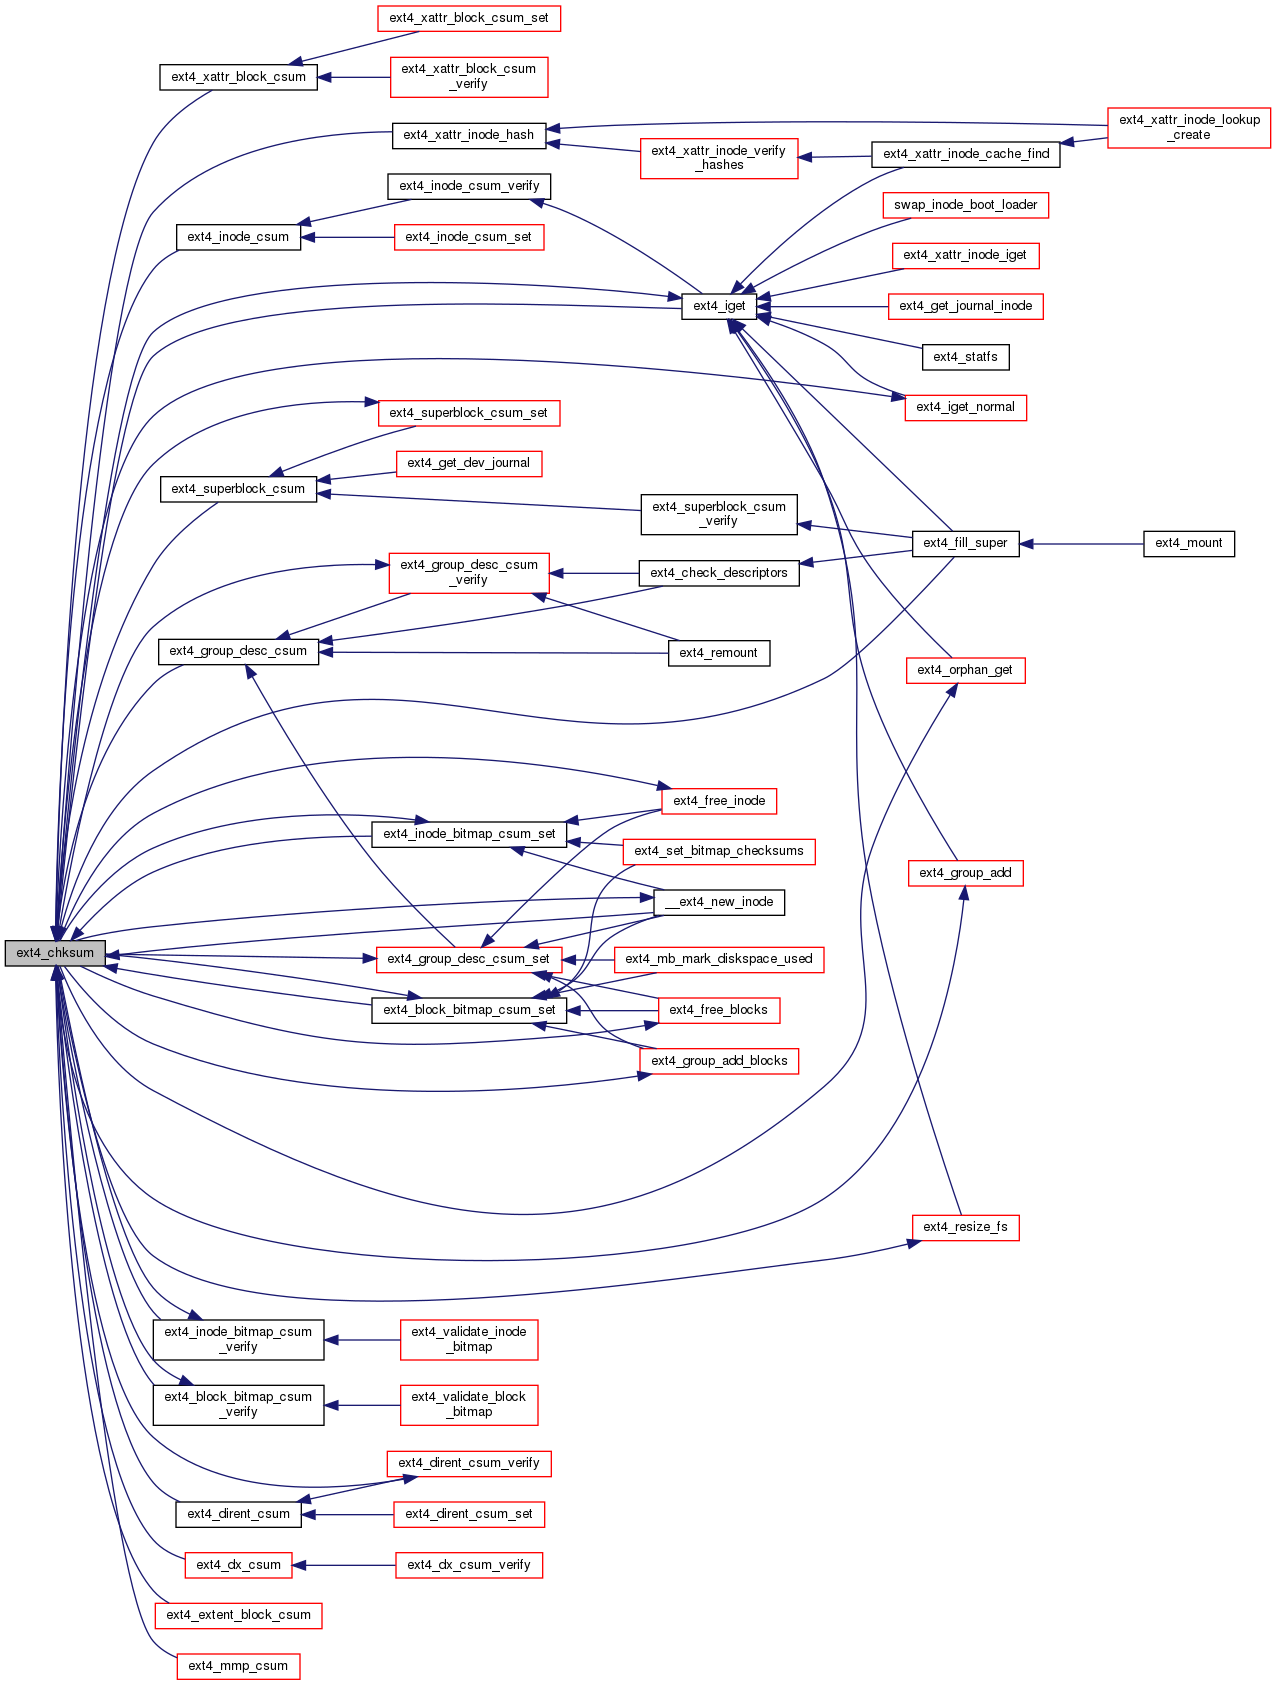 ext4_xattr_block_csum_set
ext4_xattr_block_csum
ext4_xattr_block_csum
_verify
ext4_xattr_inode_hash
ext4_xattr_inode_lookup
_create
ext4_xattr_inode_verify
_hashes
ext4_xattr_inode_cache_find
ext4_inode_csum_verify
swap_inode_boot_loader
ext4_inode_csum
ext4_inode_csum_set
ext4_xattr_inode_iget
ext4_iget
ext4_get_journal_inode
ext4_statfs
ext4_iget_normal
ext4_superblock_csum_set
ext4_get_dev_journal
ext4_superblock_csum
ext4_superblock_csum
_verify
ext4_fill_super
ext4_mount
ext4_group_desc_csum
_verify
ext4_check_descriptors
ext4_group_desc_csum
ext4_remount
ext4_orphan_get
ext4_free_inode
ext4_inode_bitmap_csum_set
ext4_set_bitmap_checksums
ext4_group_add
__ext4_new_inode
ext4_chksum
ext4_group_desc_csum_set
ext4_mb_mark_diskspace_used
ext4_block_bitmap_csum_set
ext4_free_blocks
ext4_group_add_blocks
ext4_resize_fs
ext4_inode_bitmap_csum
_verify
ext4_validate_inode
_bitmap
ext4_block_bitmap_csum
_verify
ext4_validate_block
_bitmap
ext4_dirent_csum_verify
ext4_dirent_csum
ext4_dirent_csum_set
ext4_dx_csum
ext4_dx_csum_verify
ext4_extent_block_csum
ext4_mmp_csum